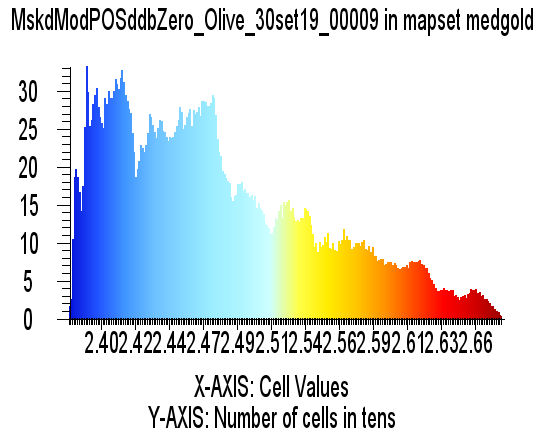 MskdModPOSddbZero_Olive_30set19_00009 in mapset medgold
30
25
20
15
10
5
0
2.40 2.42 2.44 2.47 2.49 2.51 2.54 2.56 2.59 2.61 2.63 2.66
X-AXIS: Cell Values
Y-AXIS: Number of cells in tens